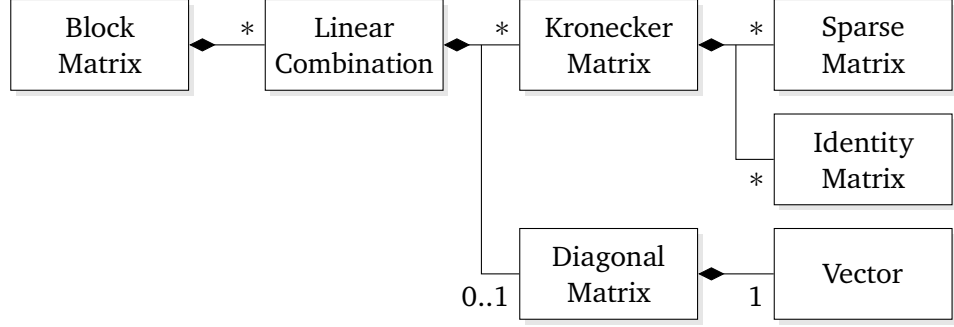 Block
Matrix
*
Linear
Combination
*
Kronecker
Matrix
*
Sparse
Matrix
Identity
Matrix
*
Diagonal
Matrix
0..1
Vector
1